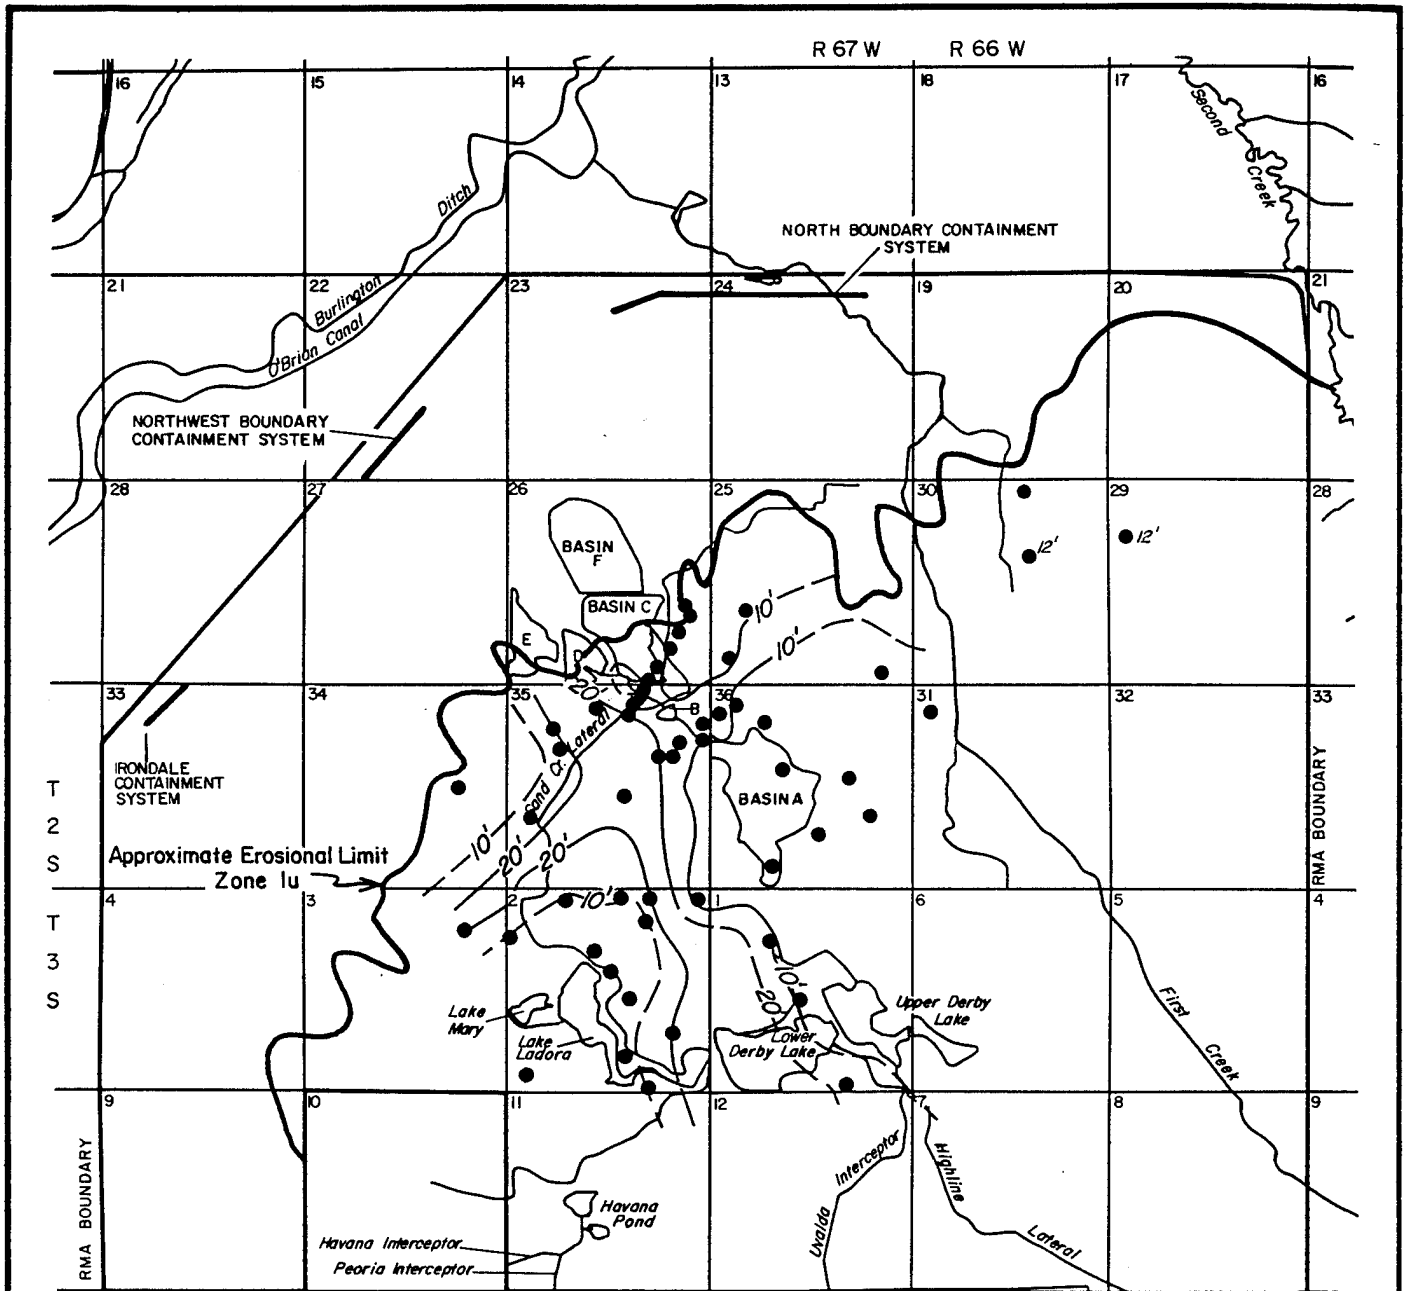 R 67 W R 66 W
16 15 14 13 18 17 16
Second
Creek
Ditch
NORTH BOUNDARY CONTAINMENT
SYSTEM
21 22 23 24 19 20 21
Burlington
O'Brian Canal
NORTHWEST BOUNDARY
CONTAINMENT SYSTEM
28 27 26 25 30 29 28
12' 12'
BASIN
F
BASIN C
10'
E
D
10'
33 34 35 36 31 32 33
20'
B
Sand Cr. Lateral
IRONDALE
CONTAINMENT
SYSTEM
BASIN A
RMA BOUNDARY
T
2
S
10'
20'
20'
Approximate Erosional Limit
Zone 1u
4 3 2 1 6 5 4
10'
T
3
S
10'
20'
Lake
Mary
Lake
Ladora
Lower
Derby Lake
Upper Derby
Lake
First
Creek
9 10 11 12 7 8 9
RMA BOUNDARY
Interceptor
Uvalda
Highline
Lateral
Havana
Pond
Havana Interceptor
Peoria Interceptor